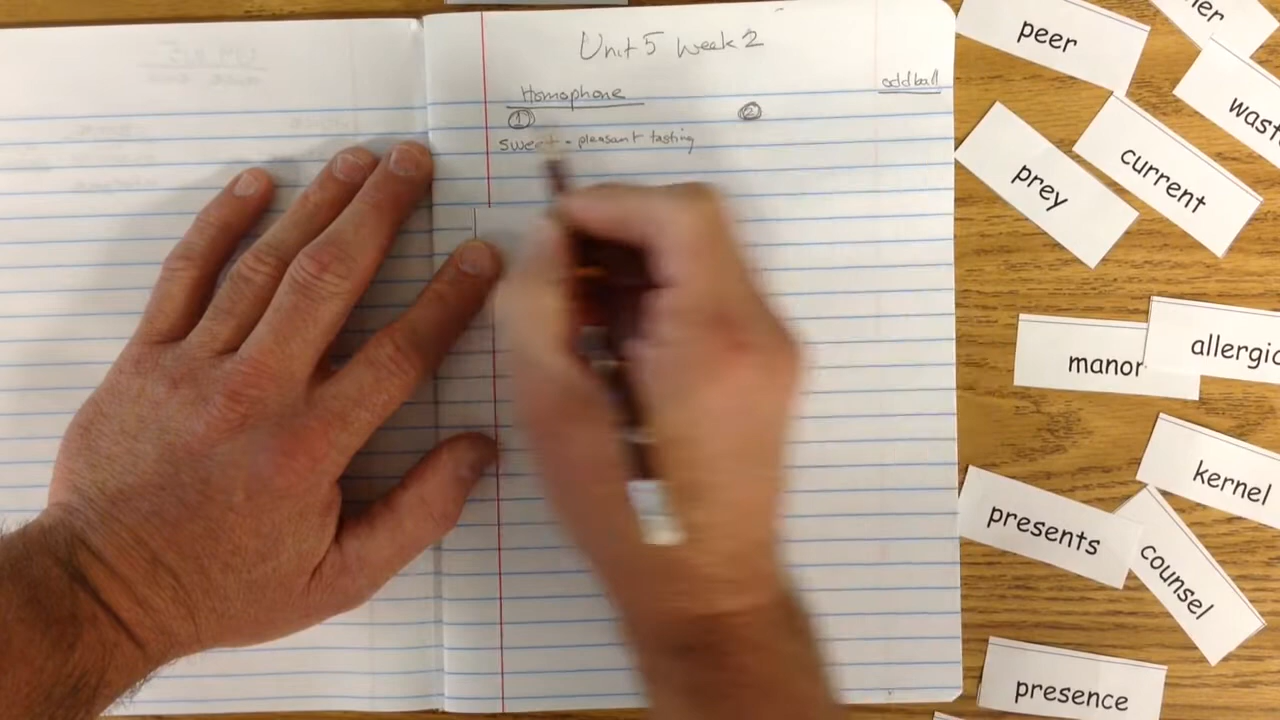 Unit 5 Week 2
oddball
Homophone
1 2
sweet - pleasant tasting
peer
current
prey
manor
allergic
kernel
presents
counsel
presence